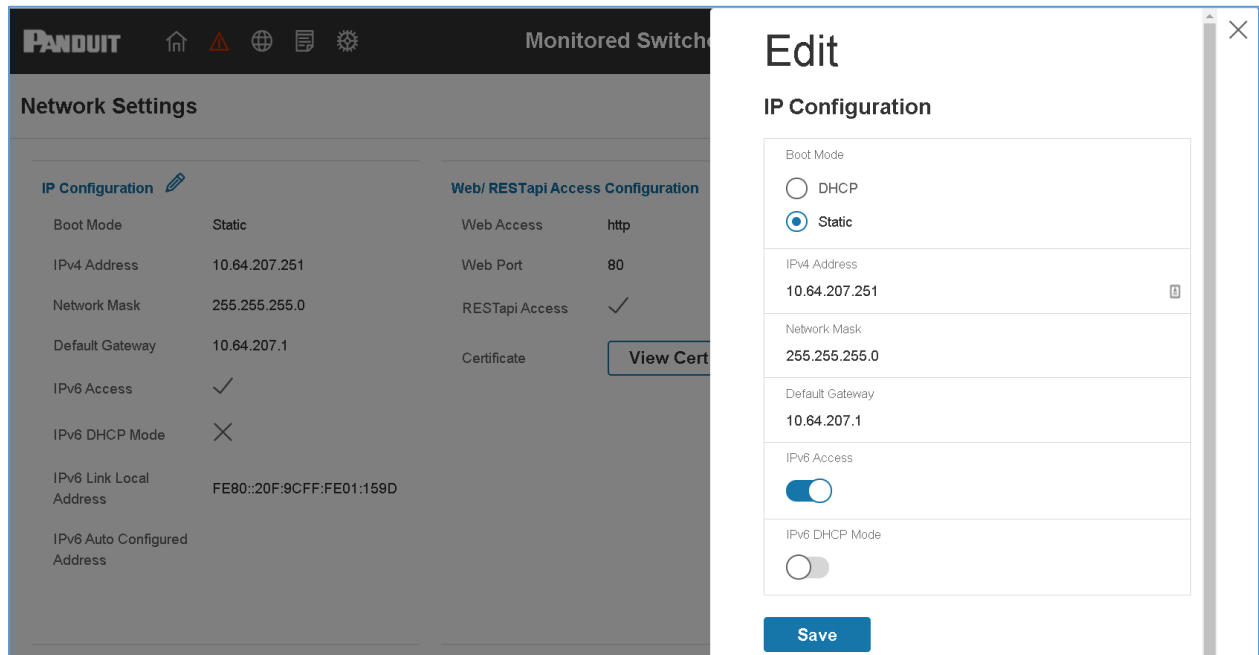 PANDUIT
Monitored Switche
Network Settings
IP Configuration
Boot Mode Static
IPv4 Address 10.64.207.251
Network Mask 255.255.255.0
Default Gateway 10.64.207.1
IPv6 Access
IPv6 DHCP Mode
IPv6 Link Local
Address
FE80::20F:9CFF:FE01:159D
IPv6 Auto Configured
Address
Web/ RESTapi Access Configuration
Web Access http
Web Port 80
RESTapi Access
Certificate View Cert
Edit
IP Configuration
Boot Mode
DHCP
Static
IPv4 Address
10.64.207.251
Network Mask
255.255.255.0
Default Gateway
10.64.207.1
IPv6 Access
IPv6 DHCP Mode
Save